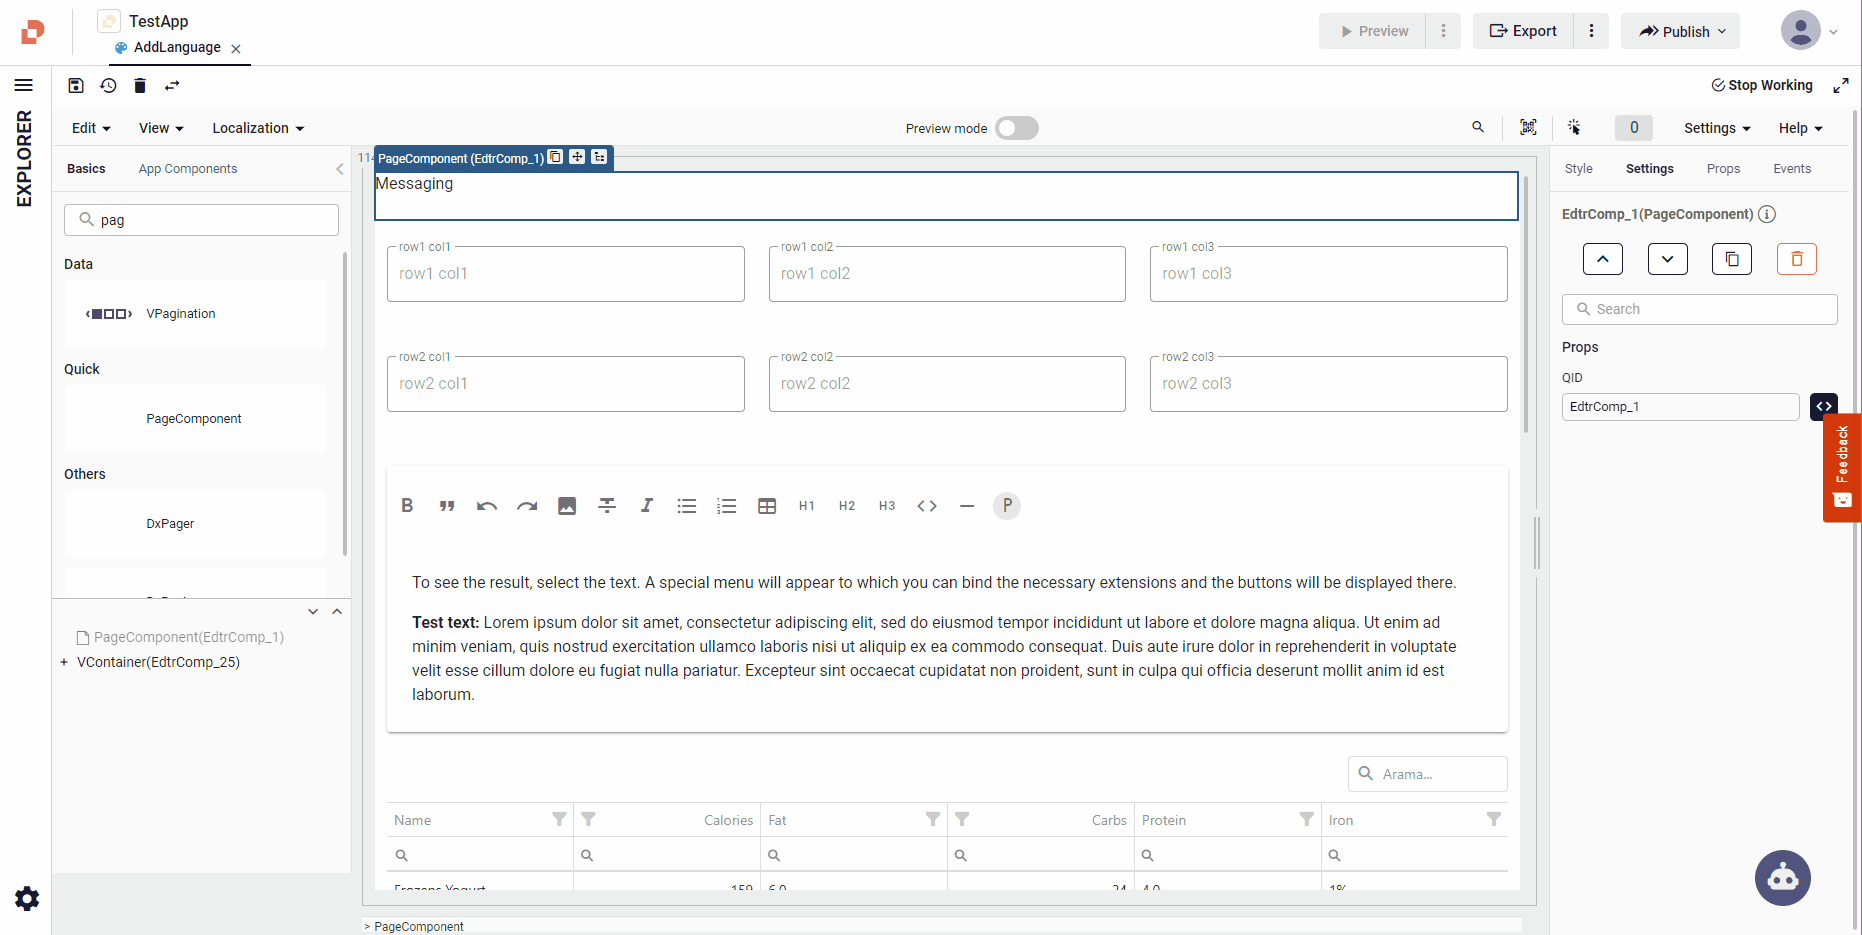 TestApp
AddLanguage
Preview
Export
Publish
EXPLORER
Stop Working
Edit
View
Localization
Preview mode
0
Settings
Help
Basics
App Components
pag
Data
VPagination
Quick
PageComponent
Others
DxPager
PageComponent(EdtrComp_1)
+ VContainer(EdtrComp_25)
PageComponent (EdtrComp_1)
Messaging
row1 col1
row1 col1
row1 col2
row1 col2
row1 col3
row1 col3
row2 col1
row2 col1
row2 col2
row2 col2
row2 col3
row2 col3
B
H1
H2
H3
P
To see the result, select the text. A special menu will appear to which you can bind the necessary extensions and the buttons will be displayed there.
Test text: Lorem ipsum dolor sit amet, consectetur adipiscing elit, sed do eiusmod tempor incididunt ut labore et dolore magna aliqua. Ut enim ad
minim veniam, quis nostrud exercitation ullamco laboris nisi ut aliquip ex ea commodo consequat. Duis aute irure dolor in reprehenderit in voluptate
velit esse cillum dolore eu fugiat nulla pariatur. Excepteur sint occaecat cupidatat non proident, sunt in culpa qui officia deserunt mollit anim id est
laborum.
Arama...
Name
Calories
Fat
Carbs
Protein
Iron
Frozens Yogurt
159
6.0
24
4.0
1%
> PageComponent
Style
Settings
Props
Events
EdtrComp_1(PageComponent)
Search
Props
QID
EdtrComp_1
Feedback